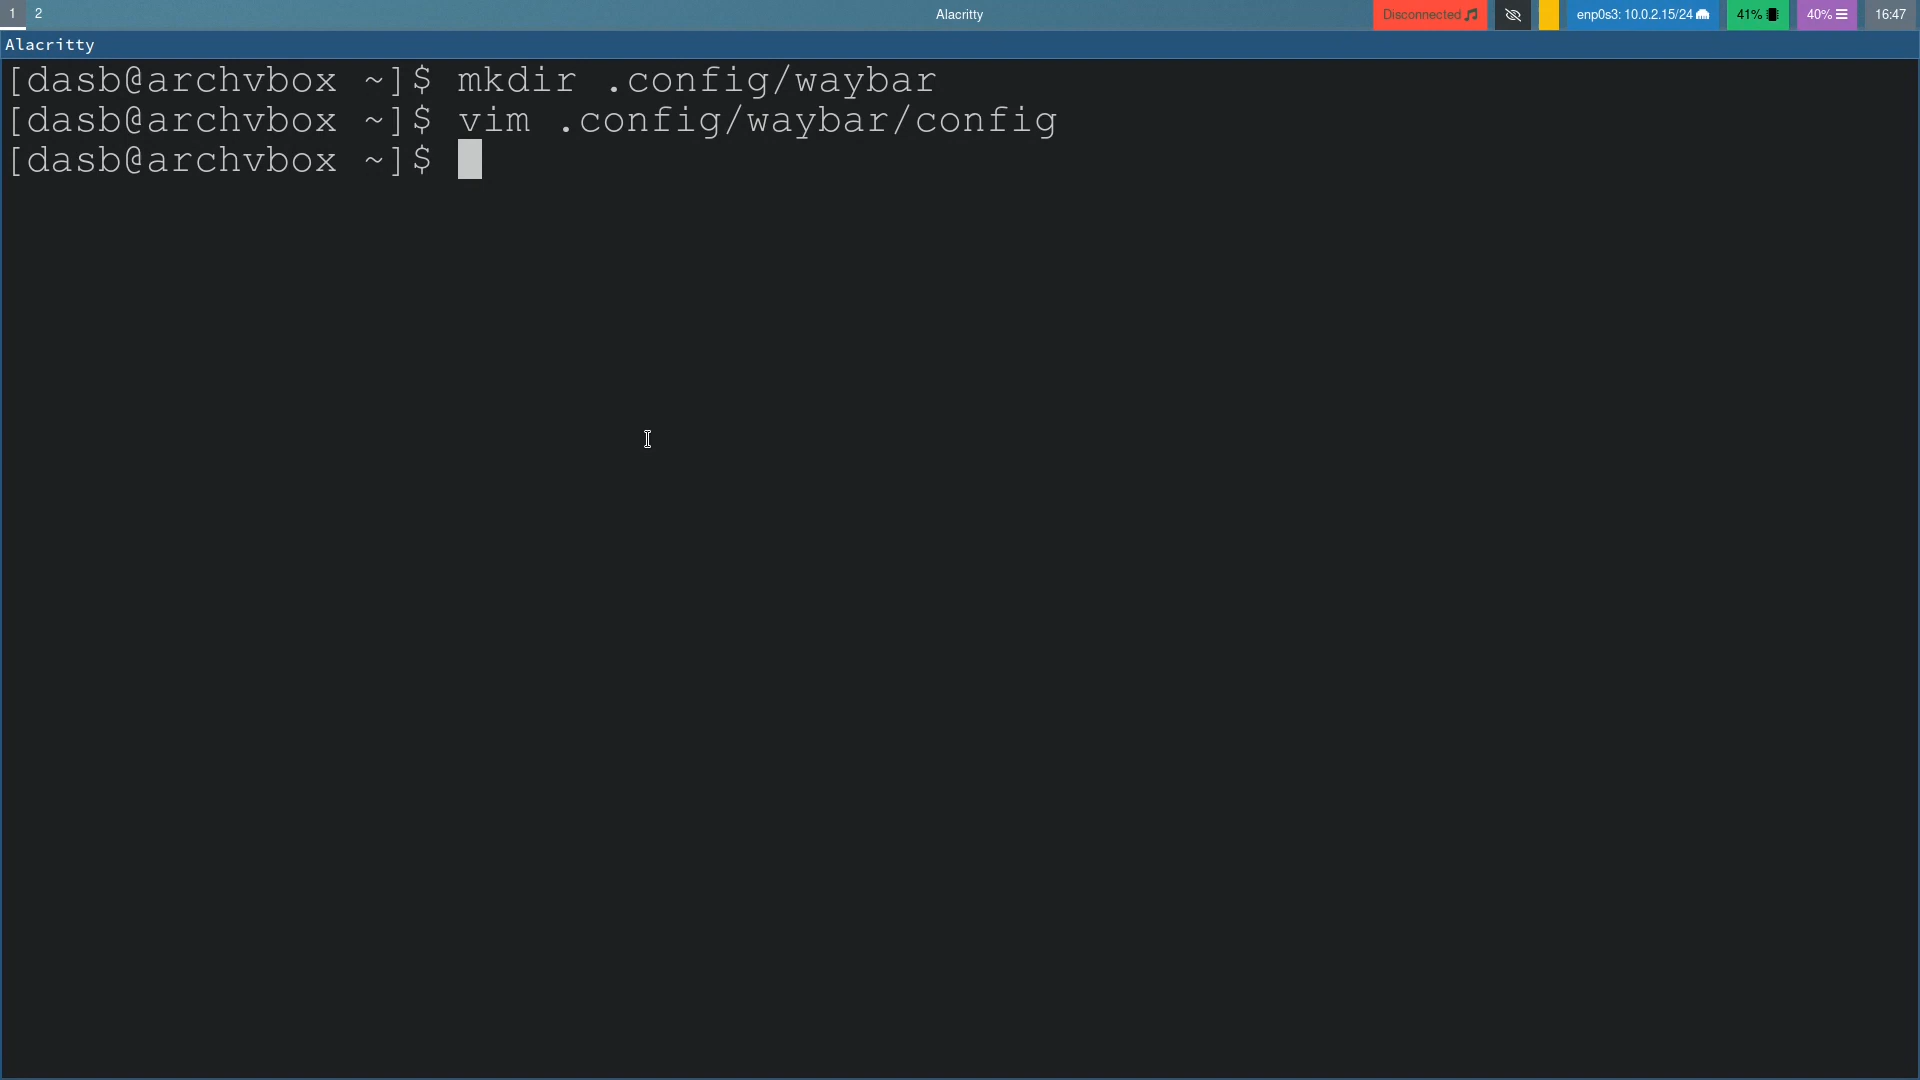 1 2 Alacritty Disconnected enp0s3: 10.0.2.15/24 41% 40% 16:47
Alacritty
[dasb@archvbox ~]$ mkdir .config/waybar
[dasb@archvbox ~]$ vim .config/waybar/config
[dasb@archvbox ~]$